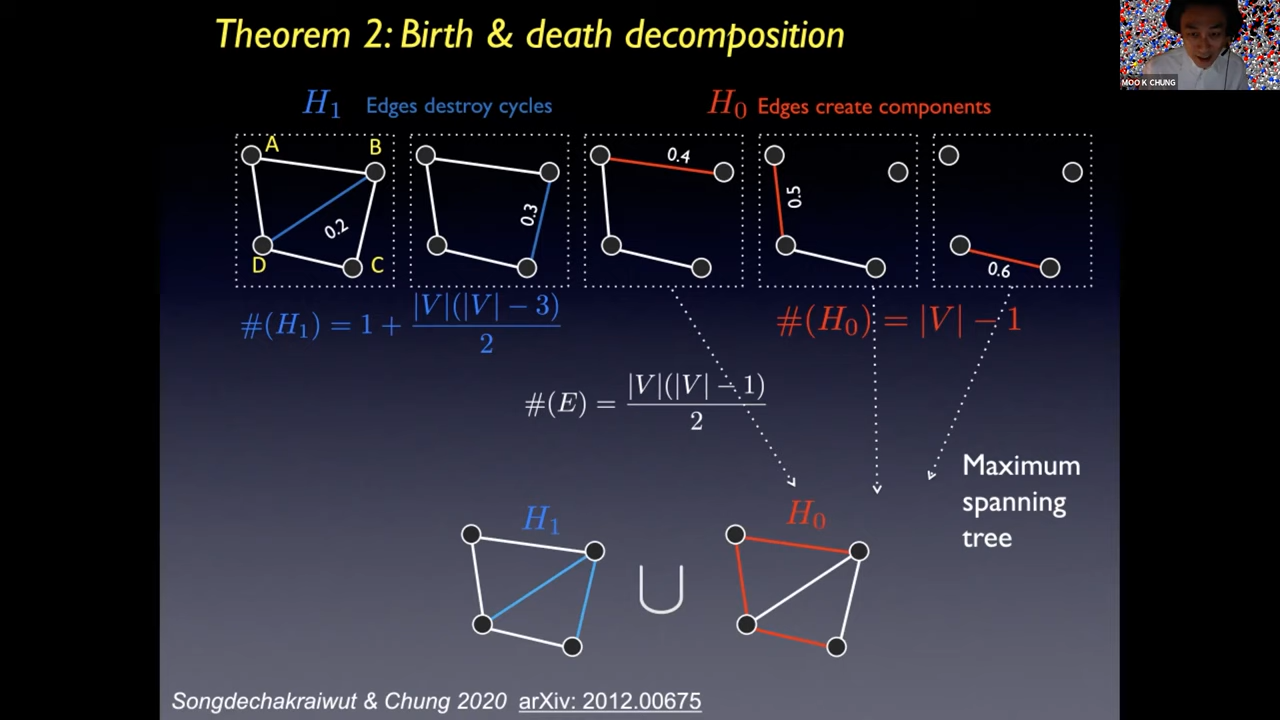 Theorem 2: Birth & death decomposition
MOO K CHUNG
H₁ Edges destroy cycles
H₀ Edges create components
A
B
0.2
D
C
0.3
0.4
0.5
0.6
#(H₁) = 1 + |V|(|V| − 3)/2
#(H₀) = |V| − 1
#(E) = |V|(|V| − 1)/2
Maximum
spanning
tree
H₁
∪
H₀
Songdechakraiwut & Chung 2020 arXiv: 2012.00675